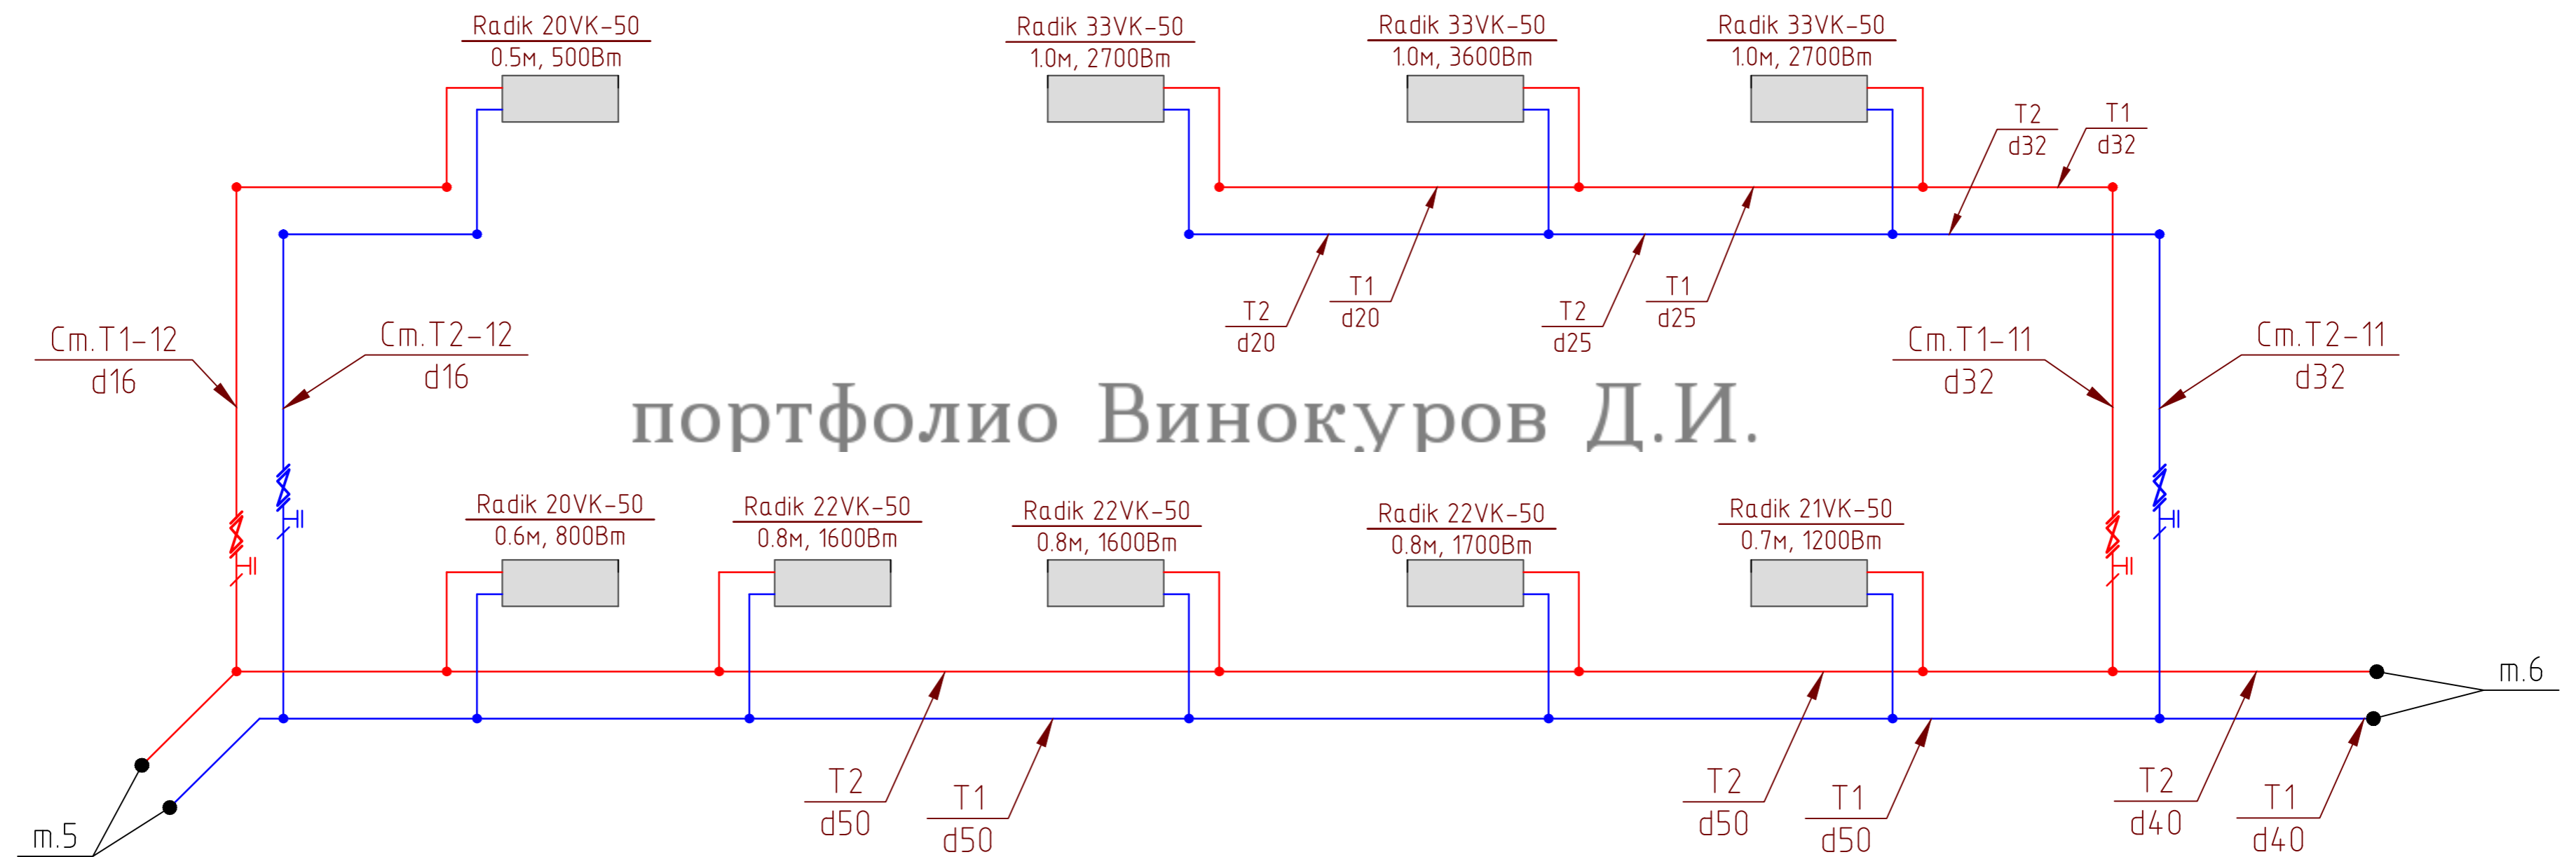 Radik 20VK-50
0.5м, 500Вт
Radik 33VK-50
1.0м, 2700Вт
Radik 33VK-50
1.0м, 3600Вт
Radik 33VK-50
1.0м, 2700Вт
Т2
d32
Т1
d32
Т2
d20
Т1
d20
Т2
d25
Т1
d25
Ст.Т1-12
d16
Ст.Т2-12
d16
Ст.Т1-11
d32
Ст.Т2-11
d32
портфолио Винокуров Д.И.
Radik 20VK-50
0.6м, 800Вт
Radik 22VK-50
0.8м, 1600Вт
Radik 22VK-50
0.8м, 1600Вт
Radik 22VK-50
0.8м, 1700Вт
Radik 21VK-50
0.7м, 1200Вт
т.6
Т2
d50
Т1
d50
Т2
d50
Т1
d50
Т2
d40
Т1
d40
т.5